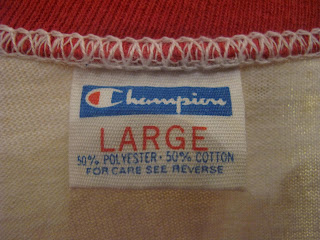 Champion
LARGE
50% POLYESTER · 50% COTTON
FOR CARE SEE REVERSE